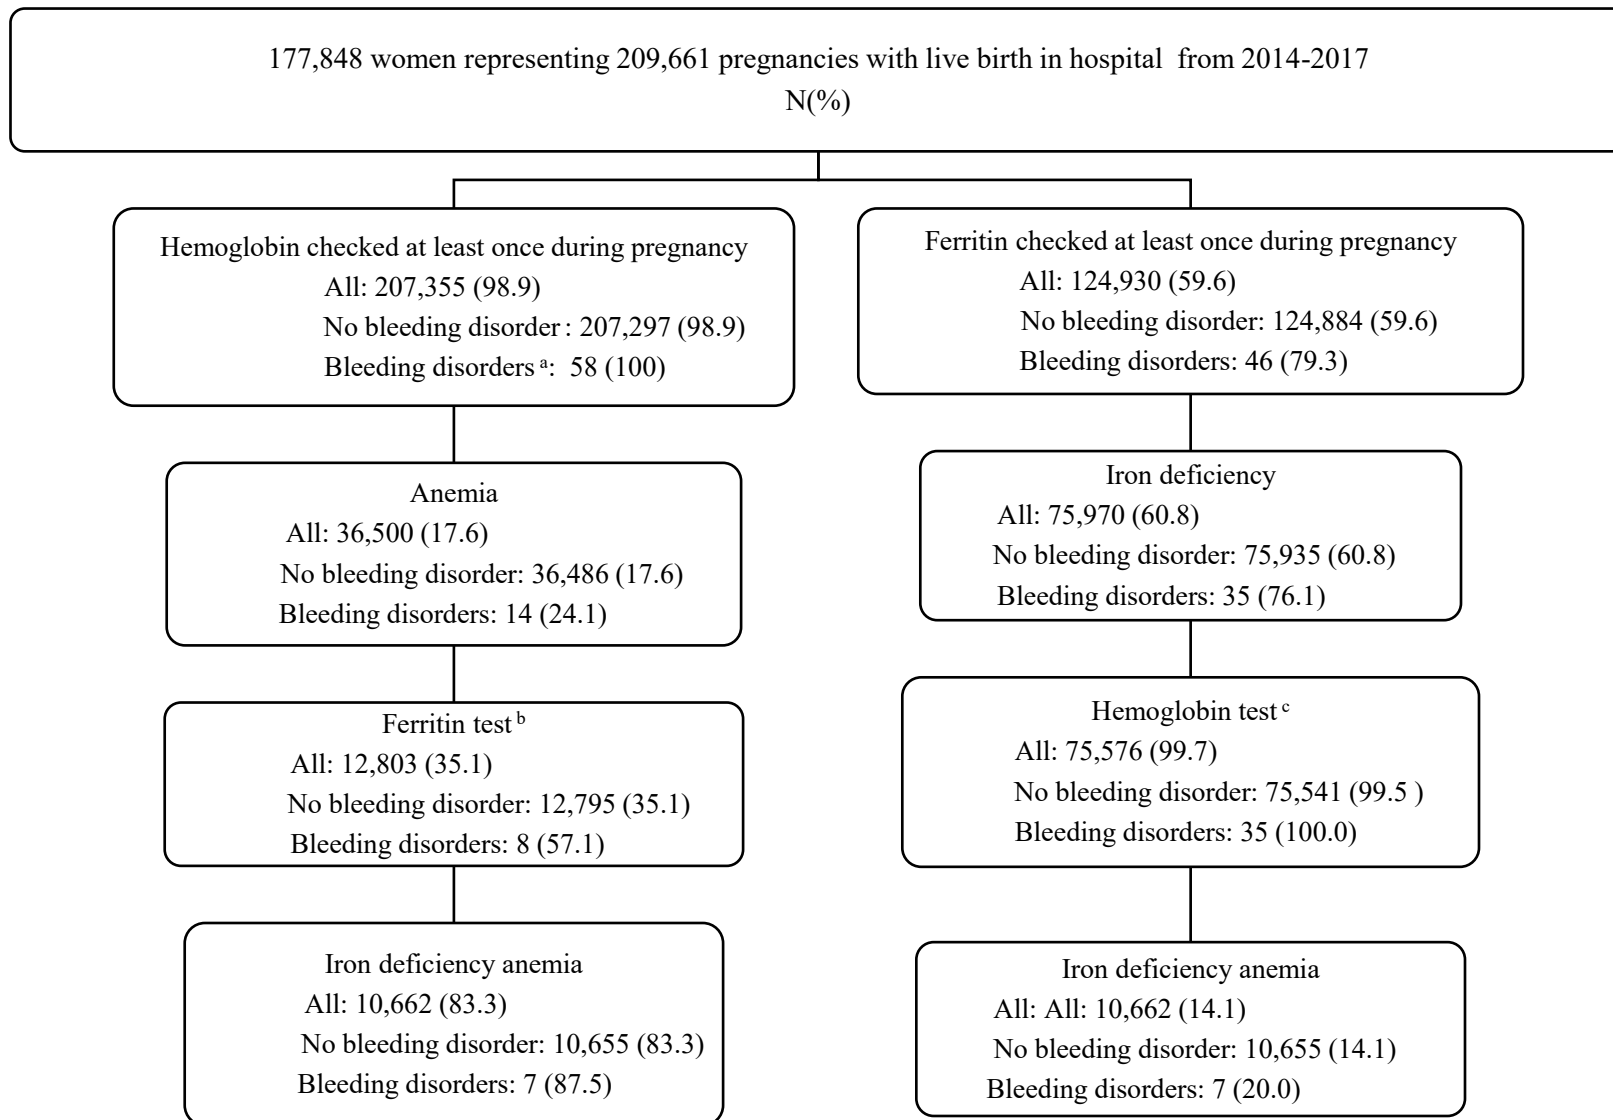 177,848 women representing 209,661 pregnancies with live birth in hospital from 2014-2017
N(%)
Hemoglobin checked at least once during pregnancy
All: 207,355 (98.9)
No bleeding disorder: 207,297 (98.9)
Bleeding disorders a: 58 (100)
Anemia
All: 36,500 (17.6)
No bleeding disorder: 36,486 (17.6)
Bleeding disorders: 14 (24.1)
Ferritin test b
All: 12,803 (35.1)
No bleeding disorder: 12,795 (35.1)
Bleeding disorders: 8 (57.1)
Iron deficiency anemia
All: 10,662 (83.3)
No bleeding disorder: 10,655 (83.3)
Bleeding disorders: 7 (87.5)
Ferritin checked at least once during pregnancy
All: 124,930 (59.6)
No bleeding disorder: 124,884 (59.6)
Bleeding disorders: 46 (79.3)
Iron deficiency
All: 75,970 (60.8)
No bleeding disorder: 75,935 (60.8)
Bleeding disorders: 35 (76.1)
Hemoglobin test c
All: 75,576 (99.7)
No bleeding disorder: 75,541 (99.5 )
Bleeding disorders: 35 (100.0)
Iron deficiency anemia
All: All: 10,662 (14.1)
No bleeding disorder: 10,655 (14.1)
Bleeding disorders: 7 (20.0)